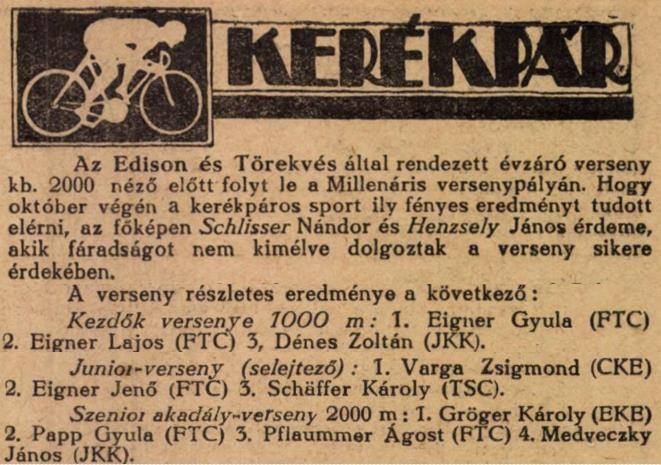 KERÉKPÁR
Az Edison és Törekvés által rendezett évzáró verseny
kb. 2000 néző előtt folyt le a Millenáris versenypályán. Hogy
október végén a kerékpáros sport ily fényes eredményt tudott
elérni, az főképen Schlisser Nándor és Henzsely János érdeme,
akik fáradságot nem kimélve dolgoztak a verseny sikere
érdekében.
A verseny részletes eredménye a következő:
Kezdők versenye 1000 m: 1. Eigner Gyula (FTC)
2. Eigner Lajos (FTC) 3, Dénes Zoltán (JKK).
Junior-verseny (selejtező): 1. Varga Zsigmond (CKE)
2. Eigner Jenő (FTC) 3. Schäffer Károly (TSC).
Szenior akadály-verseny 2000 m: 1. Gröger Károly (EKE)
2. Papp Gyula (FTC) 3. Pflaummer Ágost (FTC) 4. Medveczky
János (JKK).